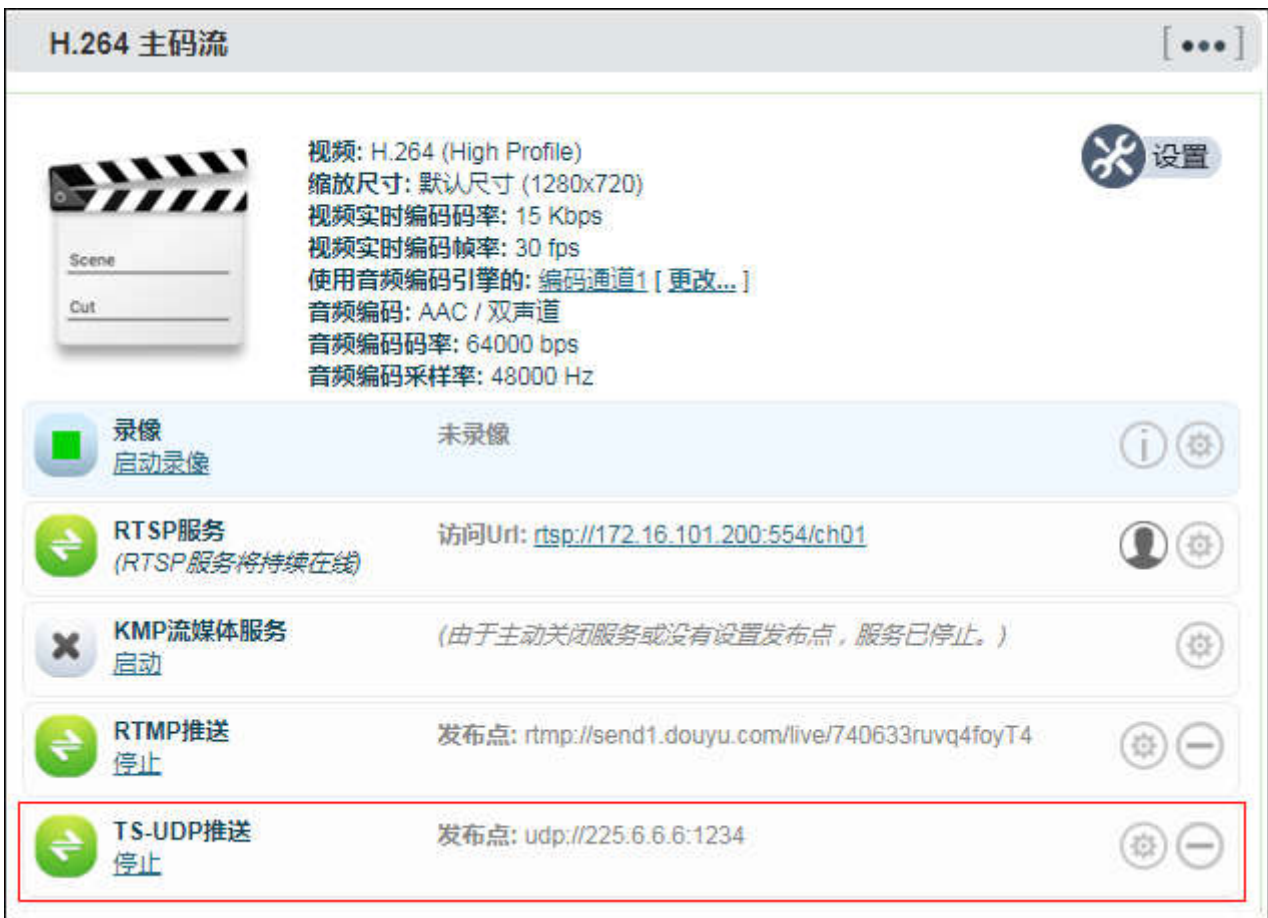 H.264 主码流
[•••]
设置
Scene
Cut
视频: H.264 (High Profile)
缩放尺寸: 默认尺寸 (1280x720)
视频实时编码码率: 15 Kbps
视频实时编码帧率: 30 fps
使用音频编码引擎的: 编码通道1 [ 更改... ]
音频编码: AAC / 双声道
音频编码码率: 64000 bps
音频编码采样率: 48000 Hz
录像
未录像
启动录像
RTSP服务
访问Url: rtsp://172.16.101.200:554/ch01
(RTSP服务将持续在线)
KMP流媒体服务
(由于主动关闭服务或没有设置发布点，服务已停止。)
启动
RTMP推送
发布点: rtmp://send1.douyu.com/live/740633ruvq4foyT4
停止
TS-UDP推送
发布点: udp://225.6.6.6:1234
停止